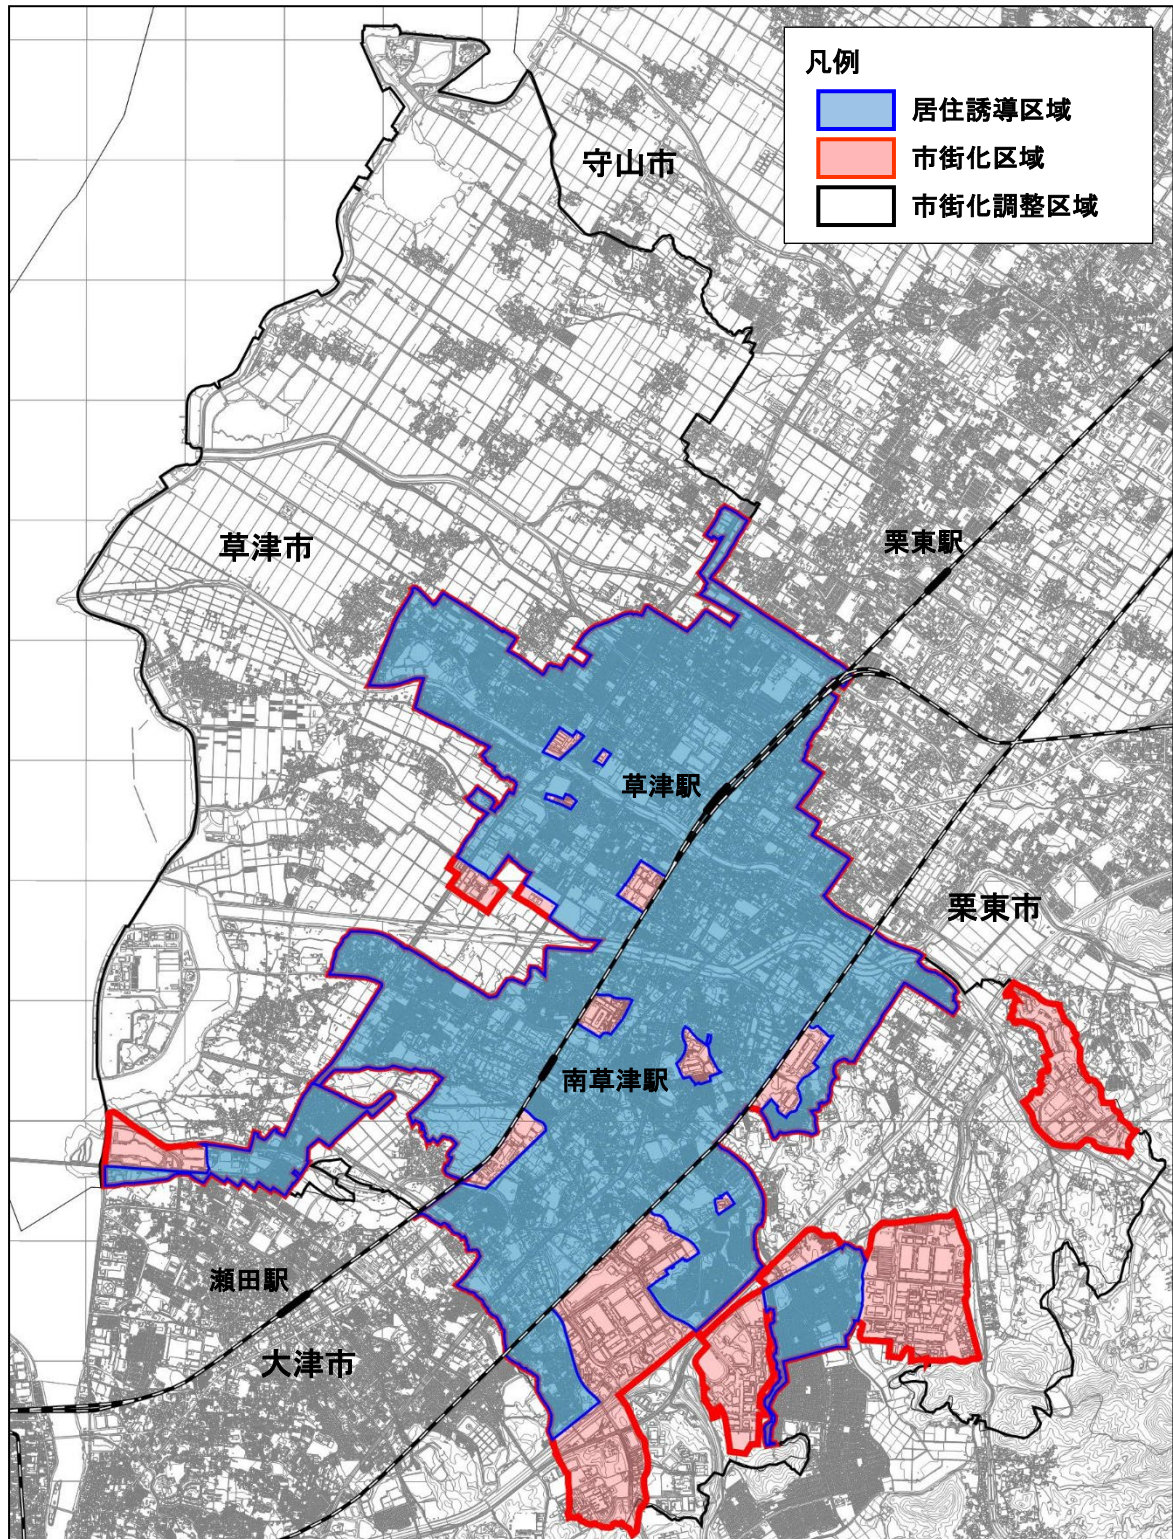 凡例
居住誘導区域
市街化区域
市街化調整区域
守山市
草津市
栗東駅
草津駅
栗東市
南草津駅
瀬田駅
大津市